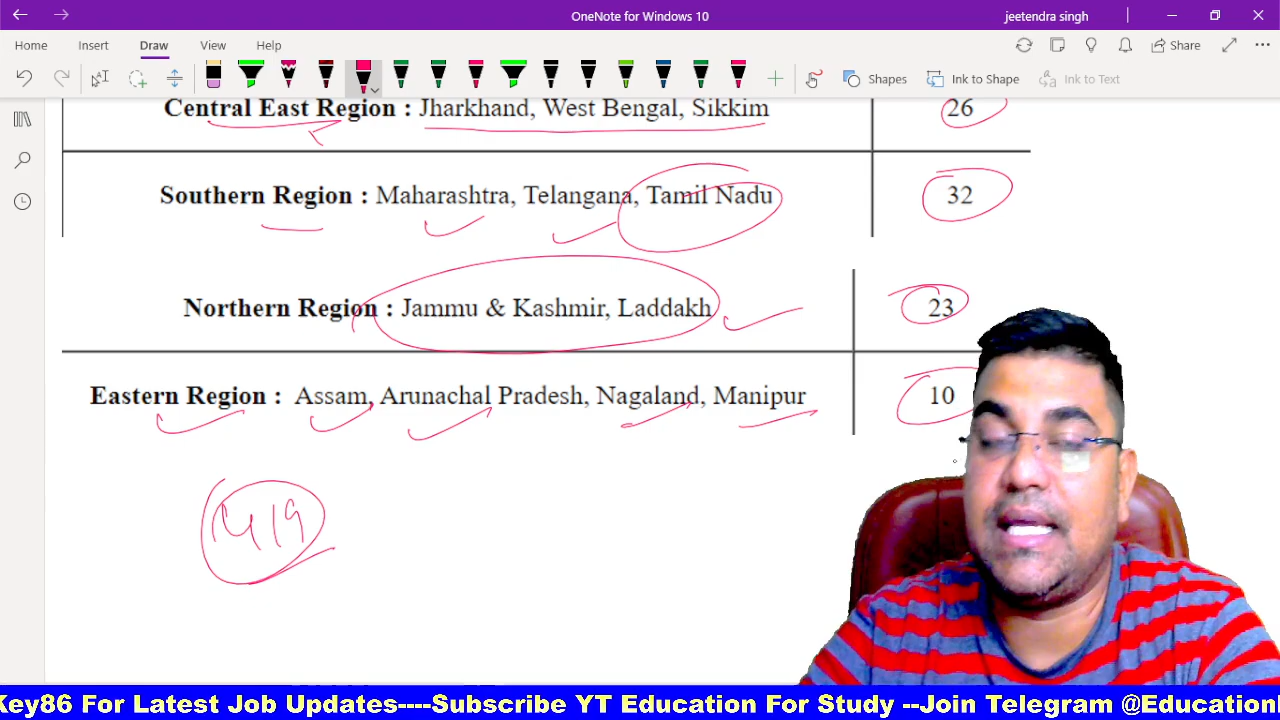 OneNote for Windows 10
jeetendra singh
Home Insert Draw View Help
Share
Shapes
Ink to Shape
Ink to Text
Central East Region : Jharkhand, West Bengal, Sikkim 26
Southern Region : Maharashtra, Telangana, Tamil Nadu 32
Northern Region : Jammu & Kashmir, Laddakh 23
Eastern Region : Assam, Arunachal Pradesh, Nagaland, Manipur 10
Key86 For Latest Job Updates----Subscribe YT Education For Study --Join Telegram @Education